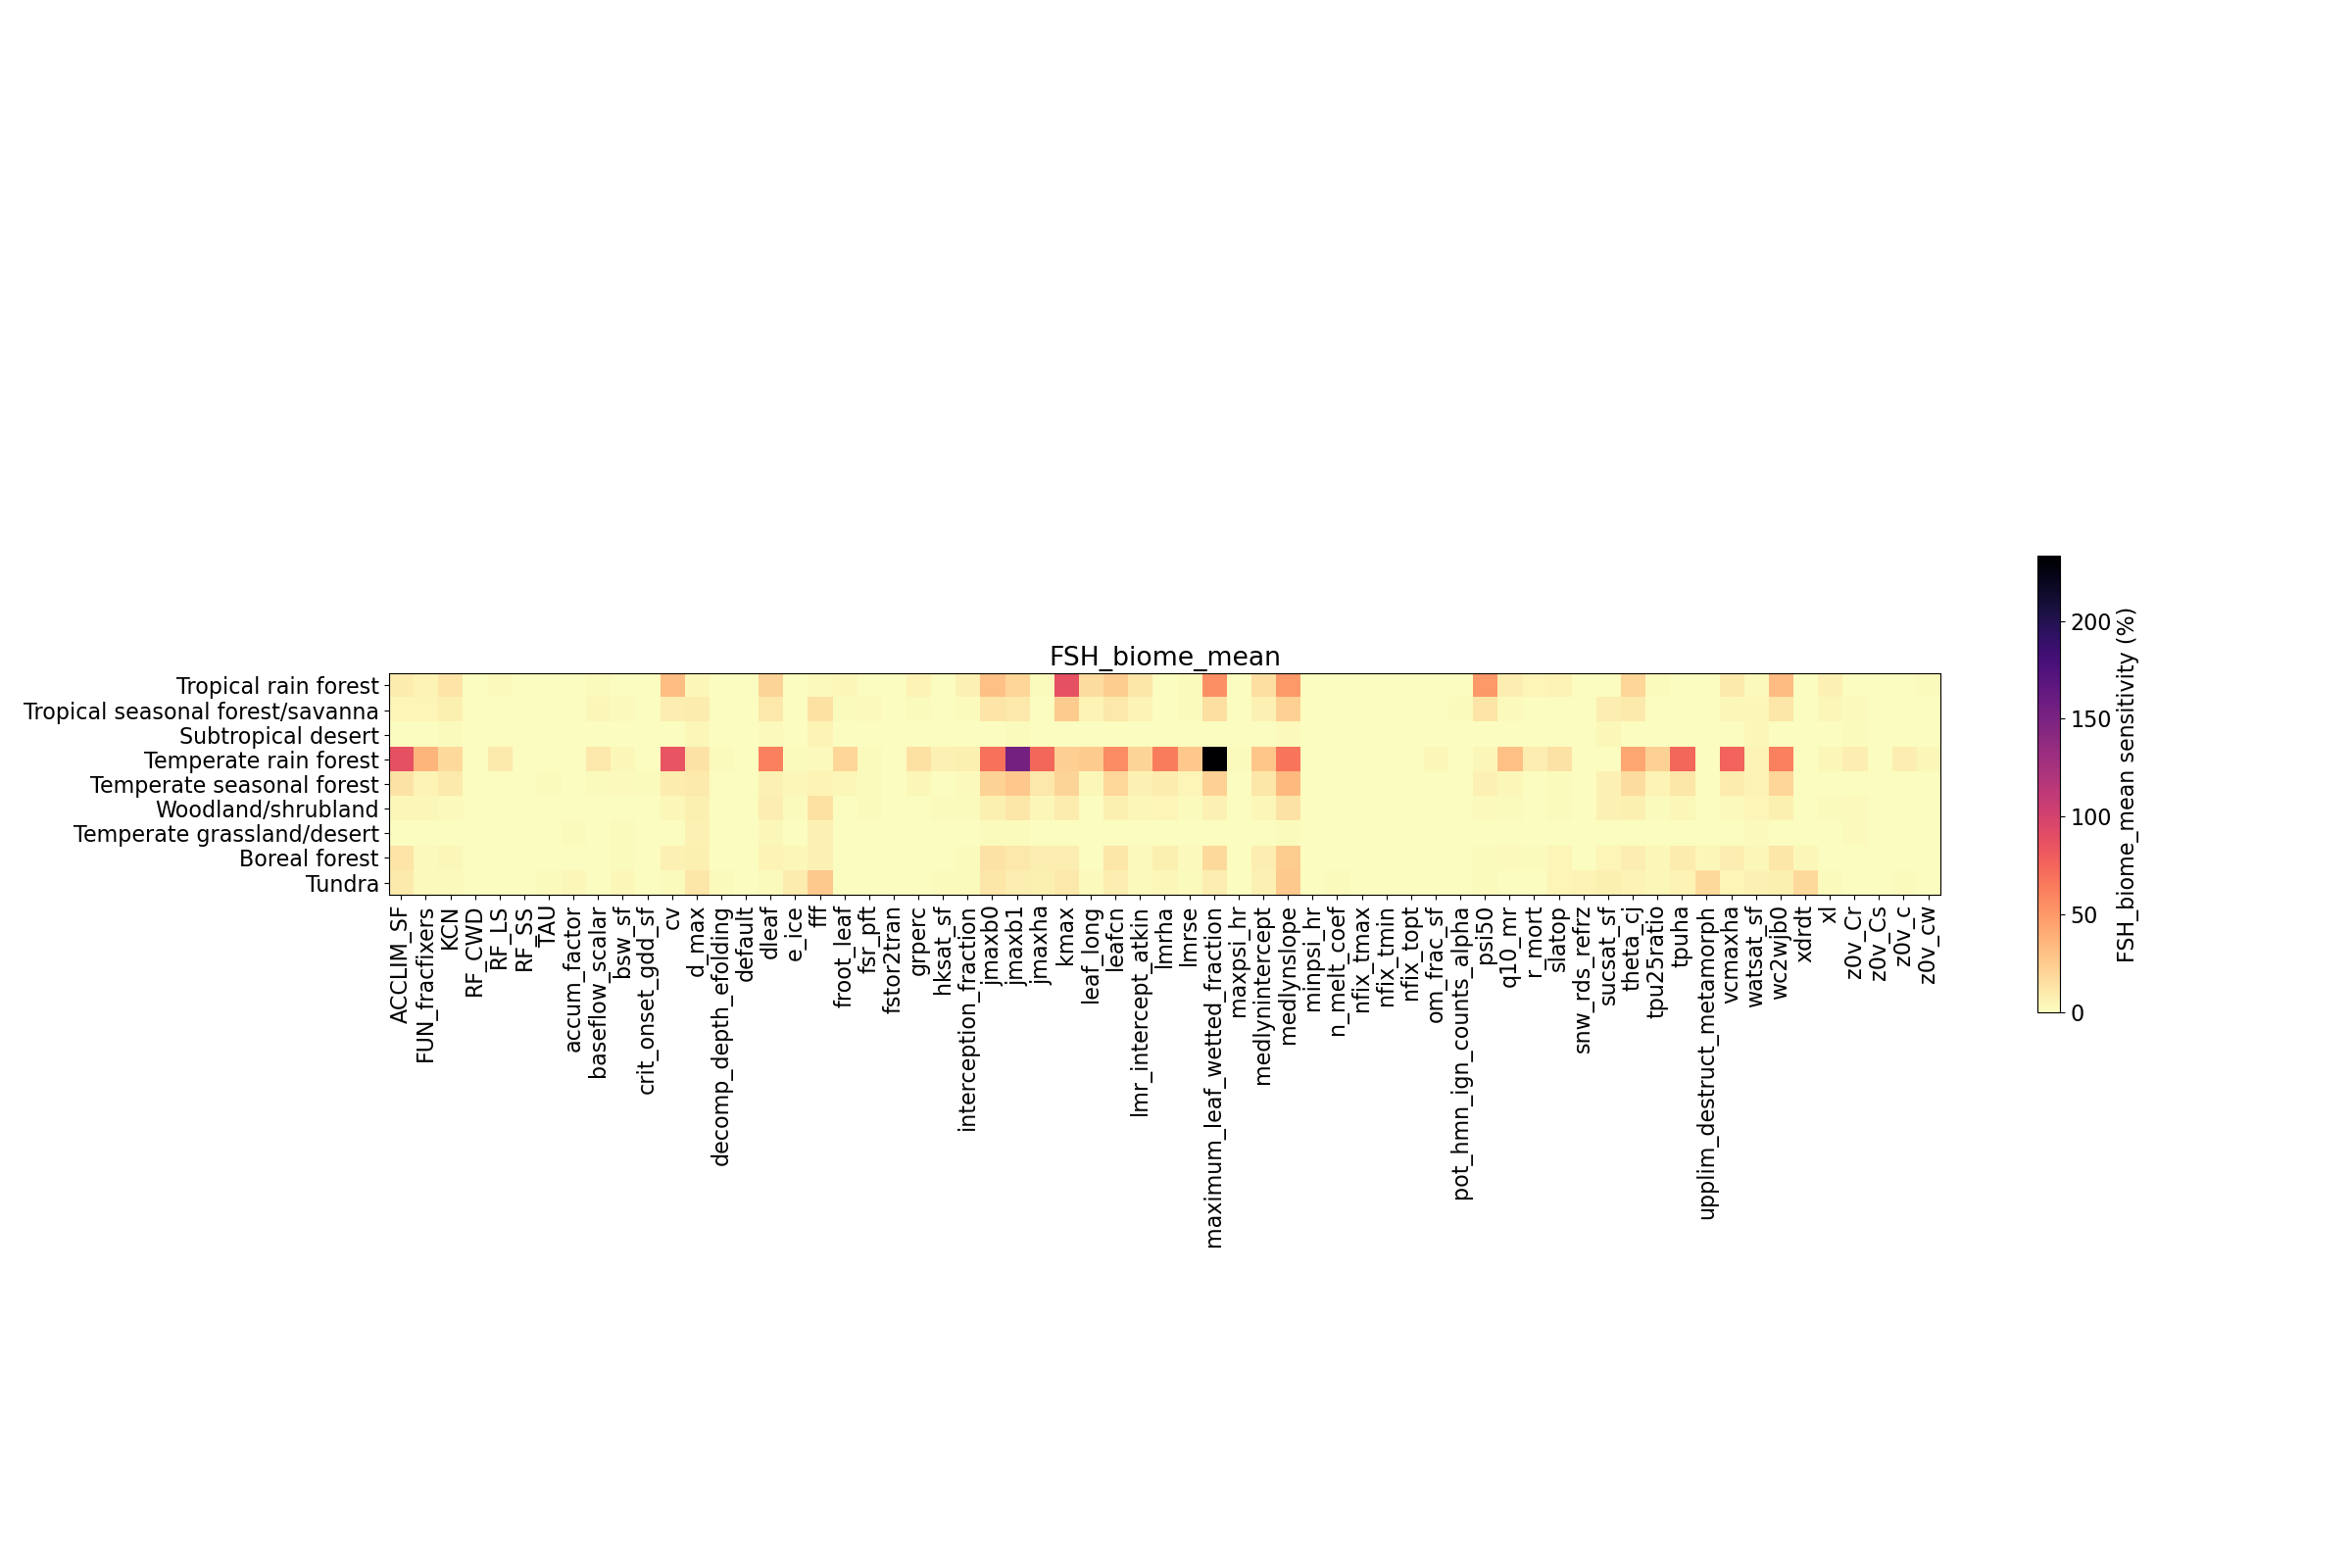 FSH_biome_mean
Tropical rain forest
Tropical seasonal forest/savanna
Subtropical desert
Temperate rain forest
Temperate seasonal forest
Woodland/shrubland
Temperate grassland/desert
Boreal forest
Tundra
ACCLIM_SF
FUN_fracfixers
KCN
RF_CWD
RF_LS
RF_SS
TAU
accum_factor
baseflow_scalar
bsw_sf
crit_onset_gdd_sf
cv
d_max
decomp_depth_efolding
default
dleaf
e_ice
fff
froot_leaf
fsr_pft
fstor2tran
grperc
hksat_sf
interception_fraction
jmaxb0
jmaxb1
jmaxha
kmax
leaf_long
leafcn
lmr_intercept_atkin
lmrha
lmrse
maximum_leaf_wetted_fraction
maxpsi_hr
medlynintercept
medlynslope
minpsi_hr
n_melt_coef
nfix_tmax
nfix_tmin
nfix_topt
om_frac_sf
pot_hmn_ign_counts_alpha
psi50
q10_mr
r_mort
slatop
snw_rds_refrz
sucsat_sf
theta_cj
tpu25ratio
tpuha
upplim_destruct_metamorph
vcmaxha
watsat_sf
wc2wjb0
xdrdt
xl
z0v_Cr
z0v_Cs
z0v_c
z0v_cw
200
150
100
50
0
FSH_biome_mean sensitivity (%)